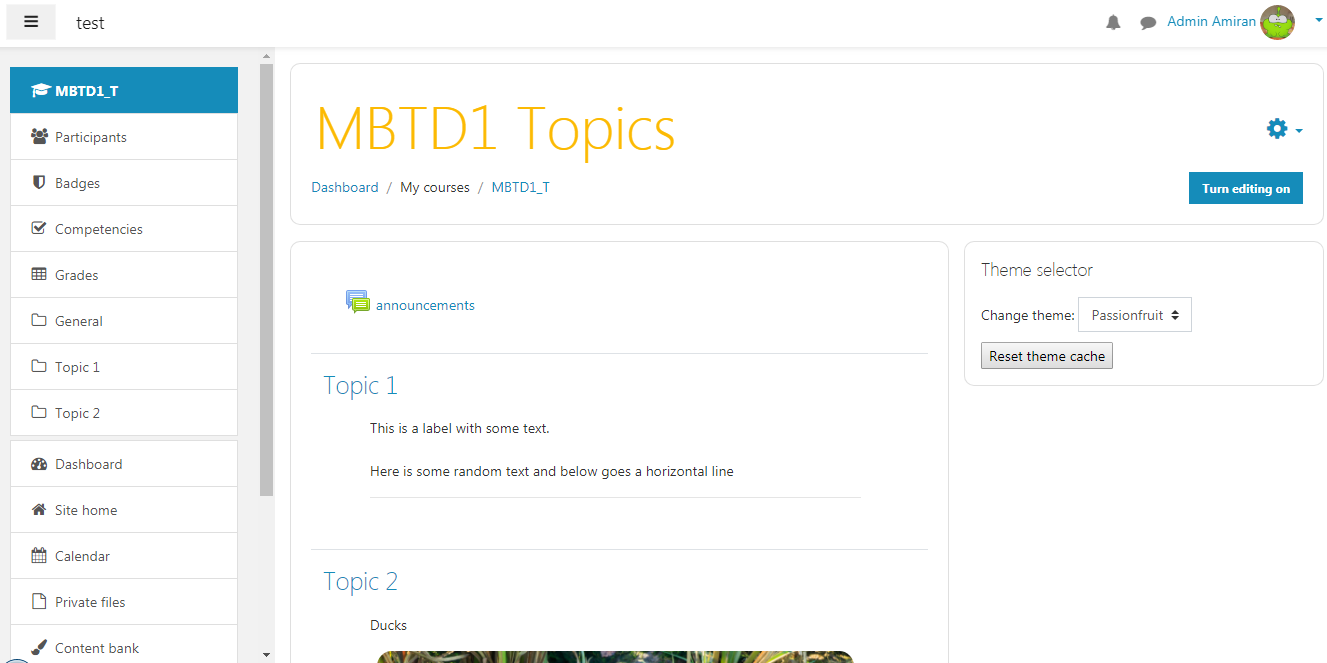 test
Admin Amiran
MBTD1_T
Participants
Badges
Competencies
Grades
General
Topic 1
Topic 2
Dashboard
Site home
Calendar
Private files
Content bank
MBTD1 Topics
Dashboard / My courses / MBTD1_T
Turn editing on
announcements
Topic 1
This is a label with some text.
Here is some random text and below goes a horizontal line
Topic 2
Ducks
Theme selector
Change theme: Passionfruit
Reset theme cache